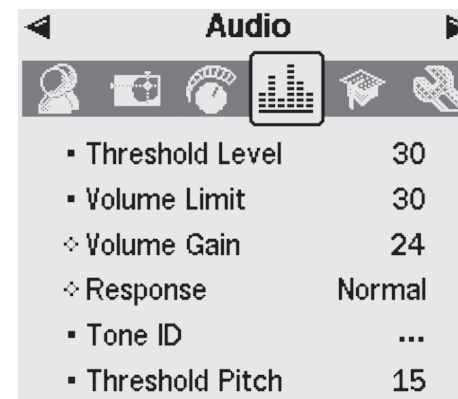 Audio
Threshold Level 30
Volume Limit 30
Volume Gain 24
Response Normal
Tone ID ...
Threshold Pitch 15